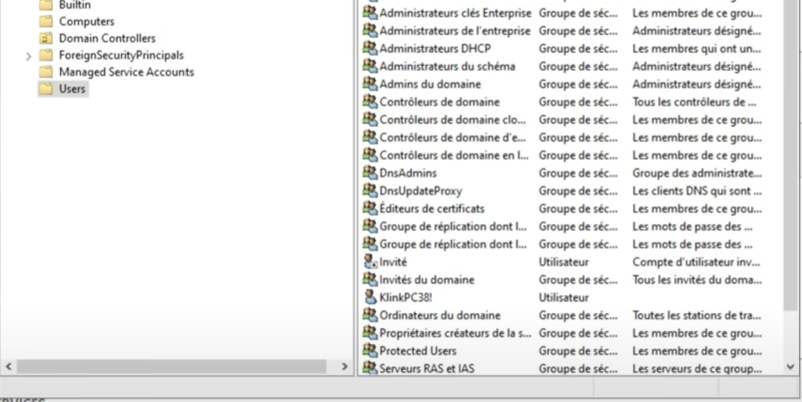 Builtin
Computers
Domain Controllers
ForeignSecurityPrincipals
Managed Service Accounts
Users
Administrateurs clés Enterprise Groupe de séc... Les membres de ce grou...
Administrateurs de l'entreprise Groupe de séc... Administrateurs désigné...
Administrateurs DHCP Groupe de séc... Les membres qui ont un...
Administrateurs du schéma Groupe de séc... Administrateurs désigné...
Admins du domaine Groupe de séc... Administrateurs désigné...
Contrôleurs de domaine Groupe de séc... Tous les contrôleurs de ...
Contrôleurs de domaine clo... Groupe de séc... Les membres de ce grou...
Contrôleurs de domaine d'e... Groupe de séc... Les membres de ce grou...
Contrôleurs de domaine en l... Groupe de séc... Les membres de ce grou...
DnsAdmins Groupe de séc... Groupe des administrate...
DnsUpdateProxy Groupe de séc... Les clients DNS qui sont ...
Éditeurs de certificats Groupe de séc... Les membres de ce grou...
Groupe de réplication dont l... Groupe de séc... Les mots de passe des ...
Groupe de réplication dont l... Groupe de séc... Les mots de passe des ...
Invité Utilisateur Compte d'utilisateur inv...
Invités du domaine Groupe de séc... Tous les invités du doma...
KlinkPC38! Utilisateur
Ordinateurs du domaine Groupe de séc... Toutes les stations de tra...
Propriétaires créateurs de la s... Groupe de séc... Les membres de ce grou...
Protected Users Groupe de séc... Les membres de ce grou...
Serveurs RAS et IAS Groupe de séc... Les serveurs de ce group...